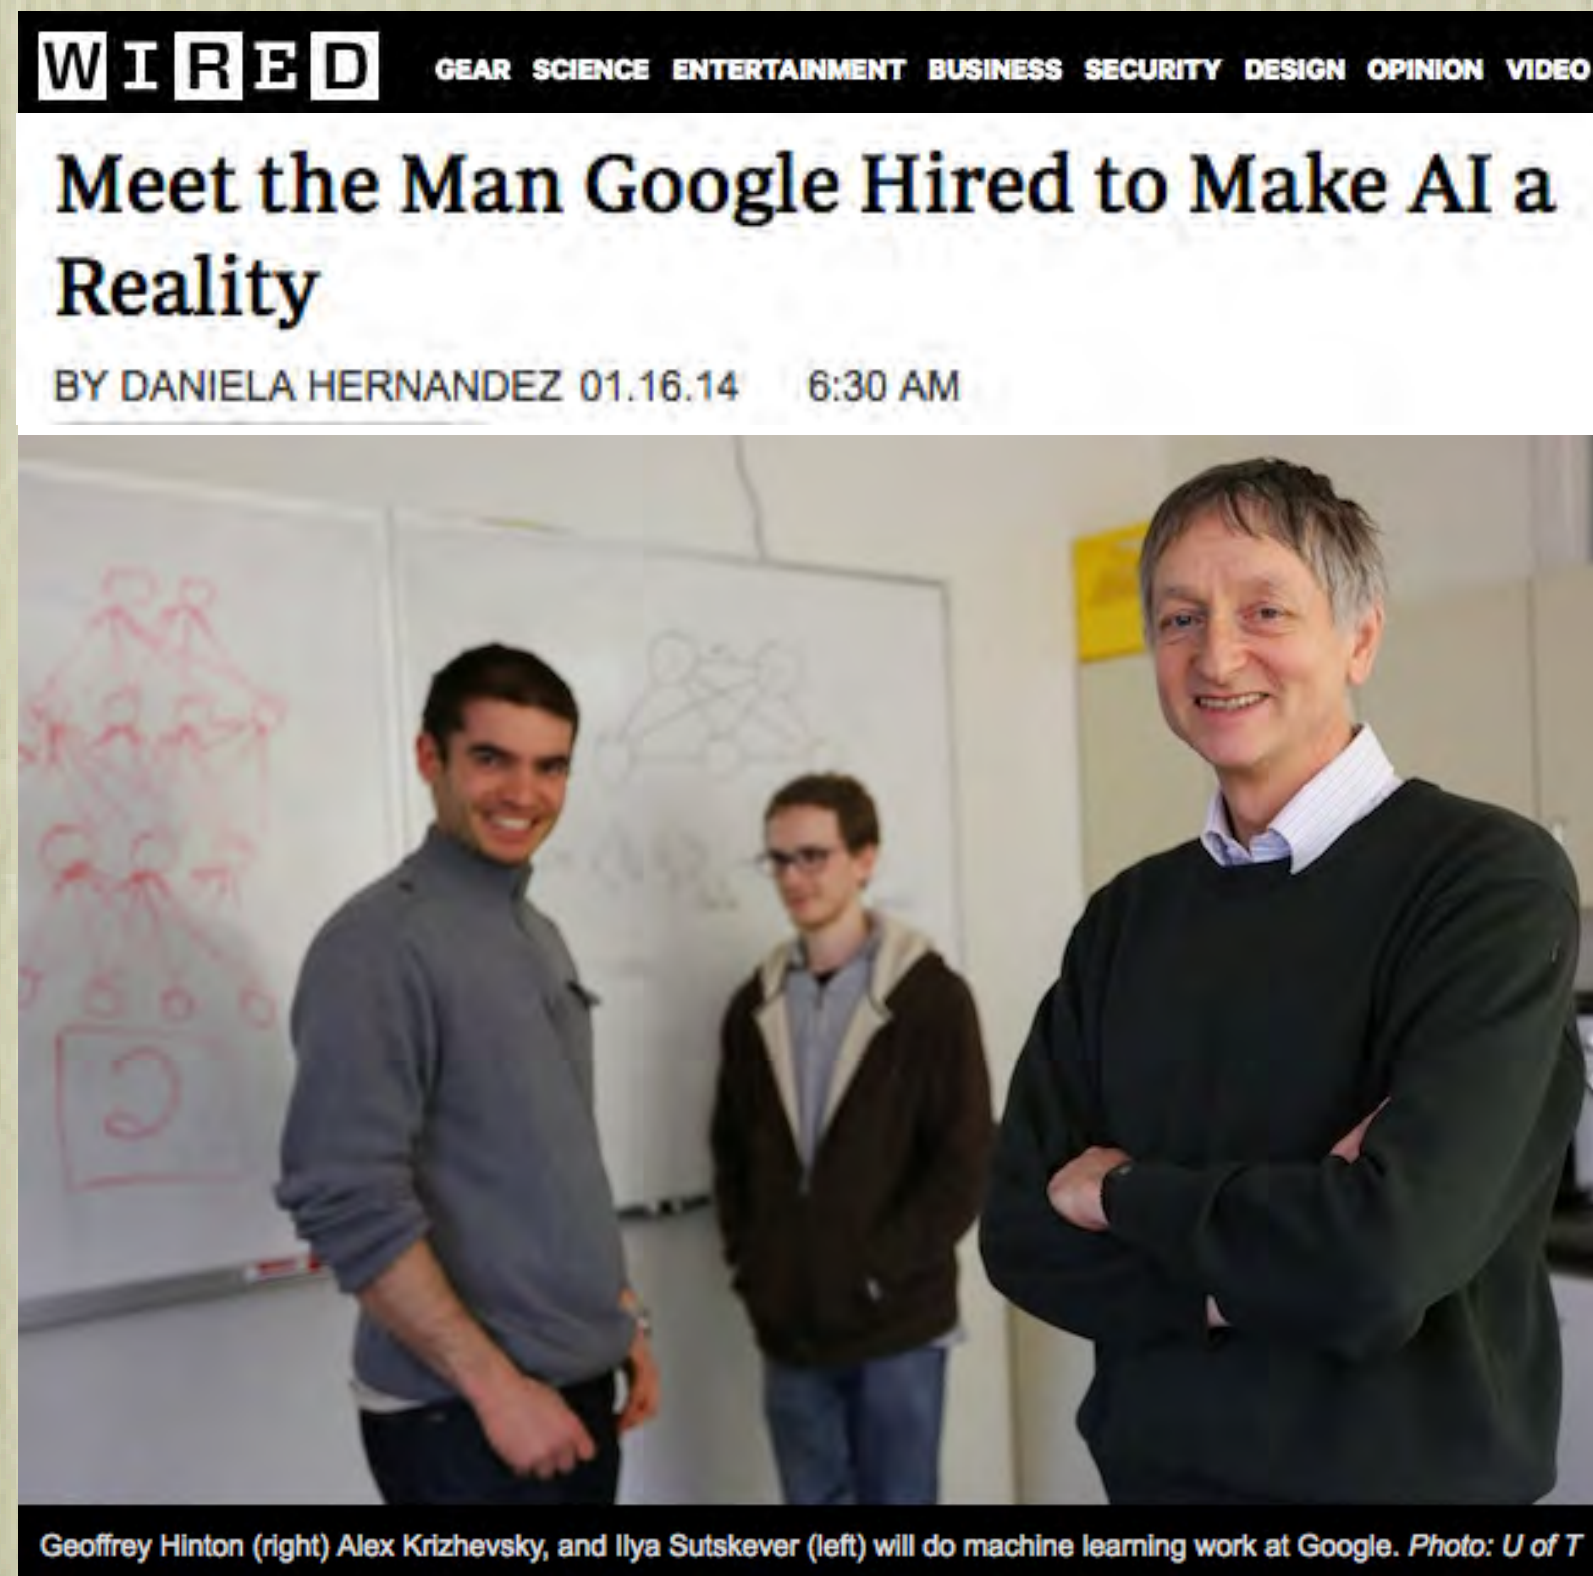 WIRED GEAR SCIENCE ENTERTAINMENT BUSINESS SECURITY DESIGN OPINION VIDEO
Meet the Man Google Hired to Make AI a
Reality
BY DANIELA HERNANDEZ 01.16.14 6:30 AM
Geoffrey Hinton (right) Alex Krizhevsky, and Ilya Sutskever (left) will do machine learning work at Google. Photo: U of T